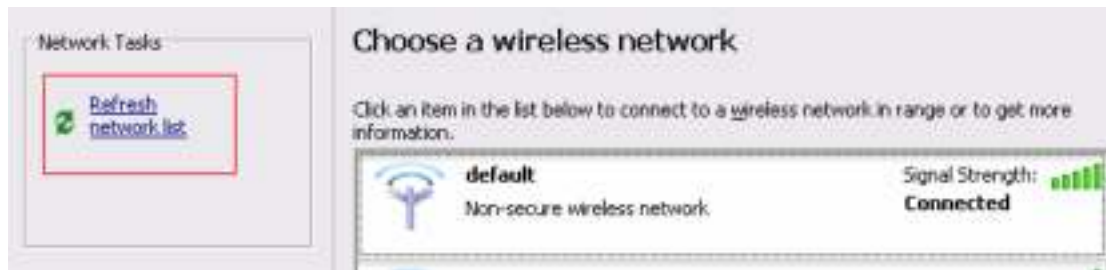 Network Tasks
Refresh
network list
Choose a wireless network
Click an item in the list below to connect to a wireless network in range or to get more
information.
default
Signal Strength:
Non-secure wireless network
Connected